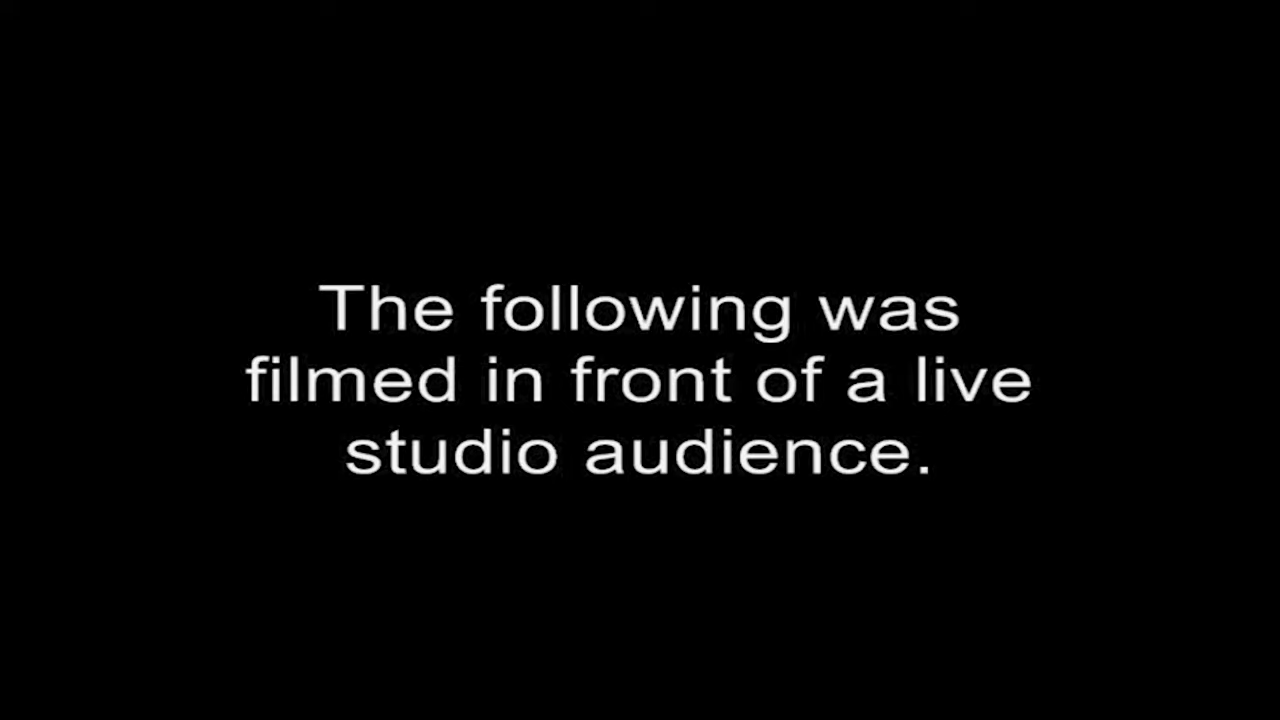 The following was
filmed in front of a live
studio audience.